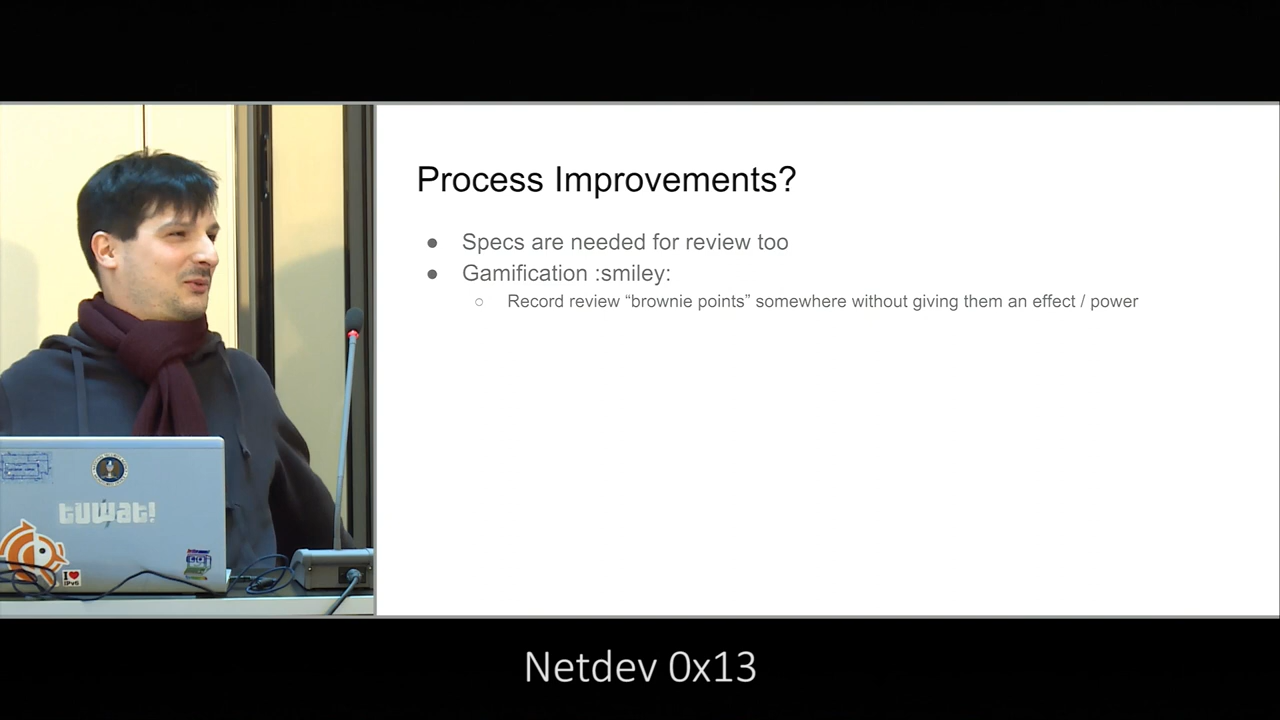 Process Improvements?
● Specs are needed for review too
● Gamification :smiley:
○ Record review “brownie points” somewhere without giving them an effect / power
tuwat!
I ❤ IPv6
Netdev 0x13